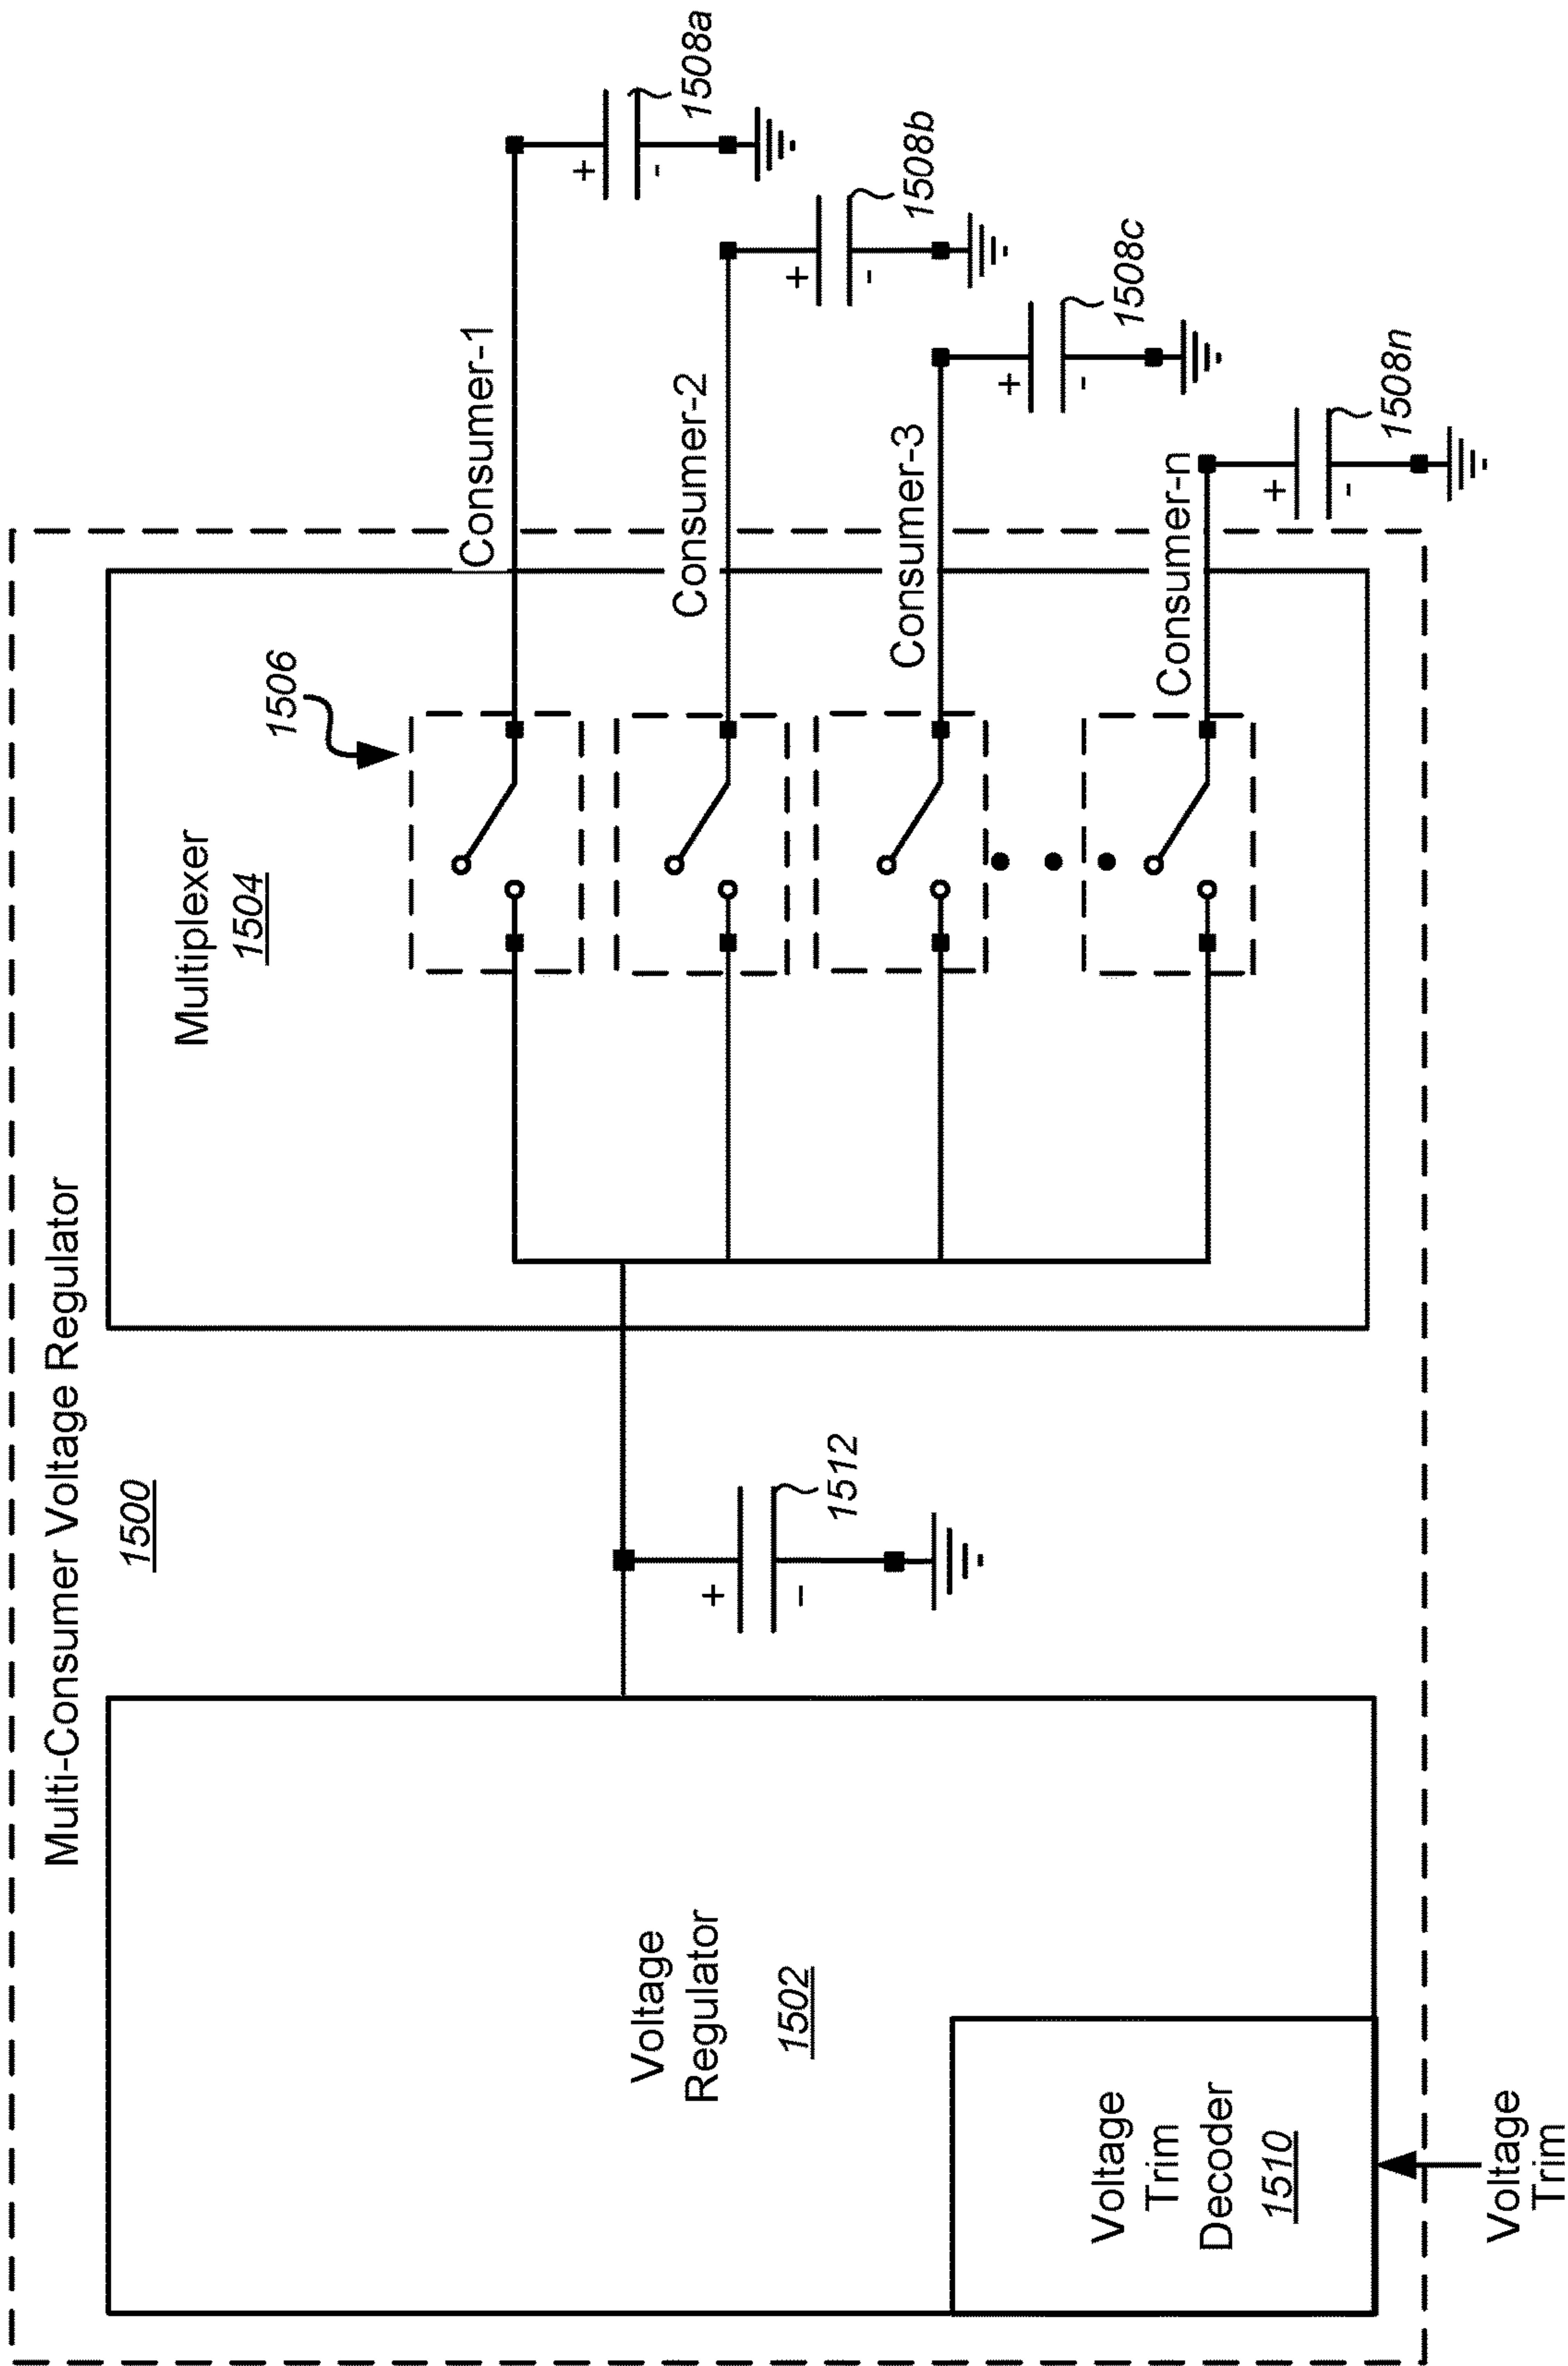 Multi-Consumer Voltage Regulator
1500
Voltage
Regulator
1502
Voltage
Trim
Decoder
1510
Voltage
Trim
+
-
1512
Multiplexer
1504
1506
Consumer-1
+
-
1508a
Consumer-2
+
-
1508b
Consumer-3
+
-
1508c
Consumer-n
+
-
1508n